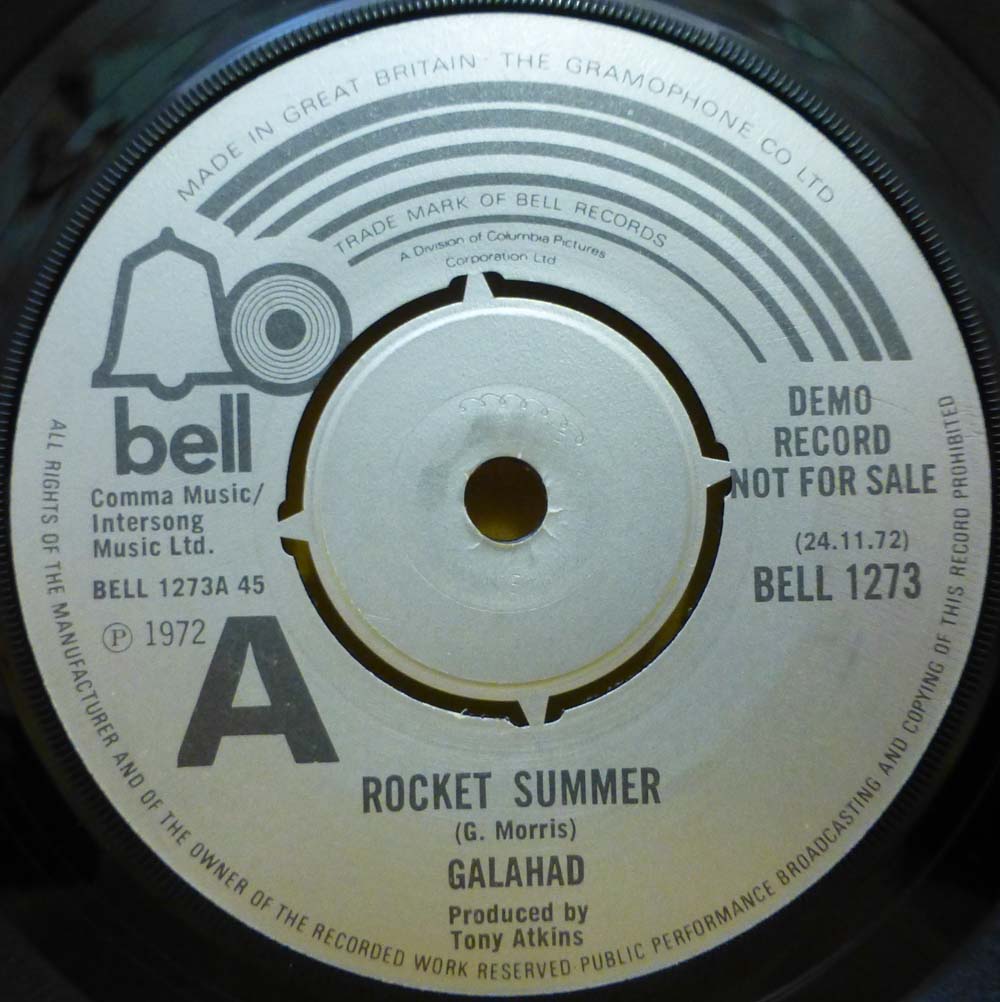 MADE IN GREAT BRITAIN · THE GRAMOPHONE CO LTD
TRADE MARK OF BELL RECORDS
A Division of Columbia Pictures
Corporation Ltd
bell
Comma Music/
Intersong
Music Ltd.
BELL 1273A 45
℗ 1972
A
DEMO
RECORD
NOT FOR SALE
(24.11.72)
BELL 1273
ROCKET SUMMER
(G. Morris)
GALAHAD
Produced by
Tony Atkins
ALL RIGHTS OF THE MANUFACTURER AND OF THE OWNER OF THE RECORDED WORK RESERVED·PUBLIC PERFORMANCE BROADCASTING AND COPYING OF THIS RECORD PROHIBITED